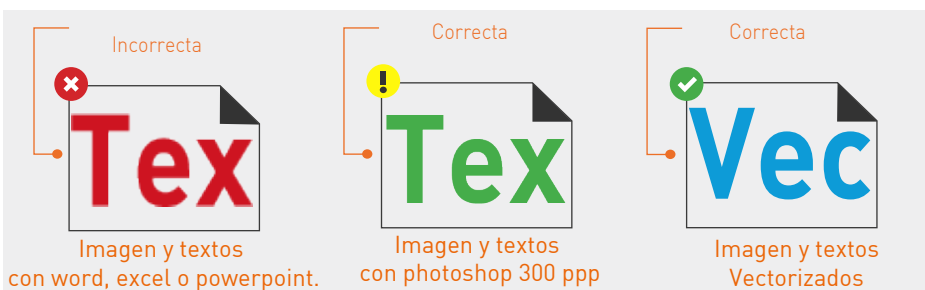 Incorrecta
Tex
Imagen y textos
con word, excel o powerpoint.
Correcta
!
Tex
Imagen y textos
con photoshop 300 ppp
Correcta
Vec
Imagen y textos
Vectorizados